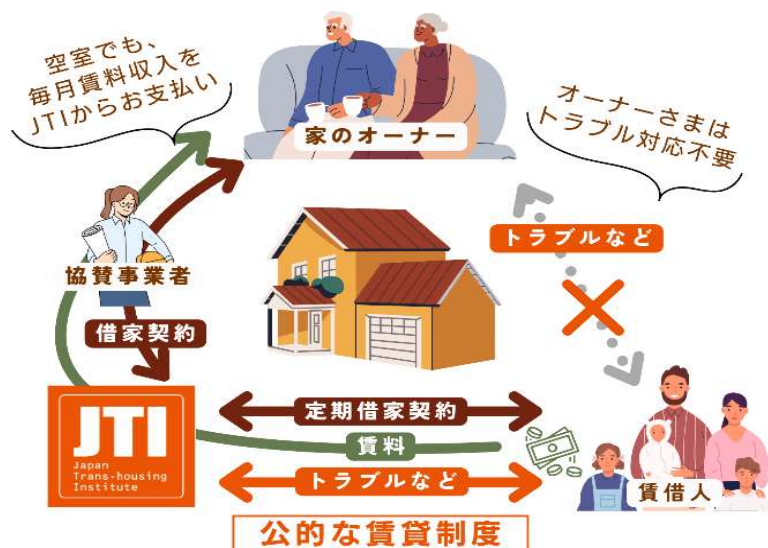 空室でも、
毎月賃料収入を
JTIからお支払い
家のオーナー
オーナーさまは
トラブル対応不要
トラブルなど
協賛事業者
借家契約
JTI
Japan
Trans-housing
Institute
定期借家契約
賃料
トラブルなど
賃借人
公的な賃貸制度